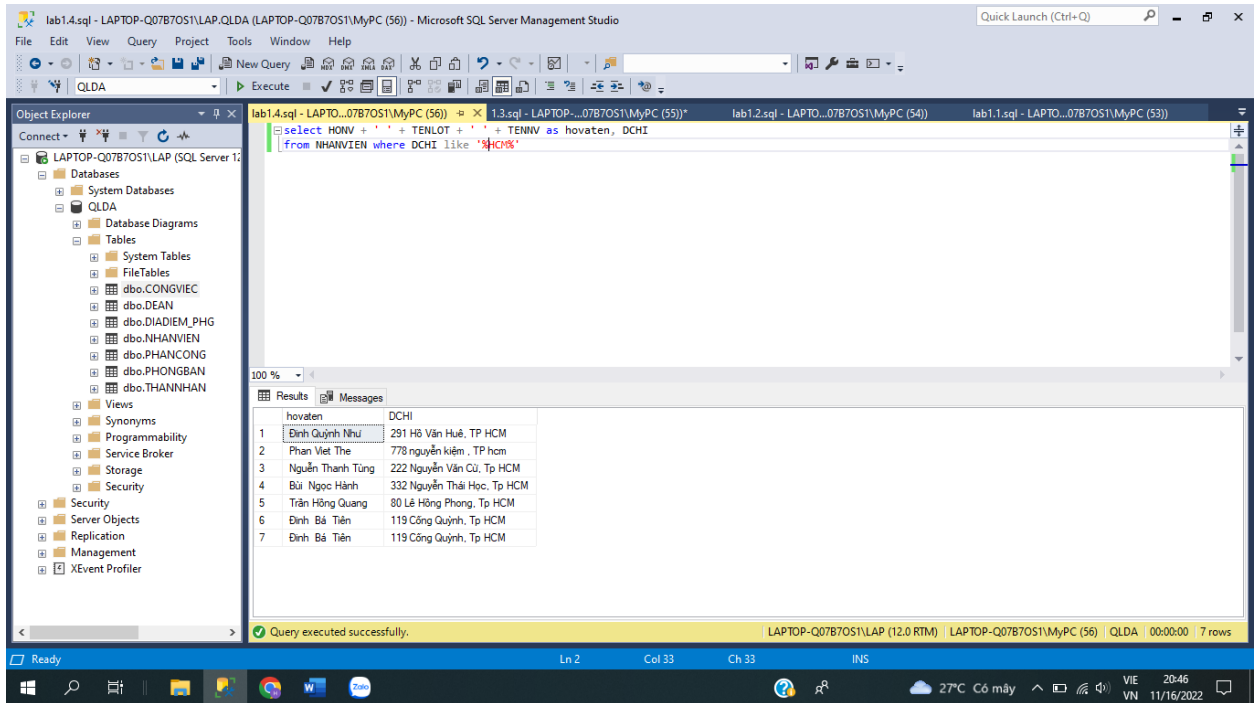 lab1.4.sql - LAPTOP-Q07B7OS1\LAP.QLDA (LAPTOP-Q07B7OS1\MyPC (56)) - Microsoft SQL Server Management Studio
Quick Launch (Ctrl+Q)
File Edit View Query Project Tools Window Help
New Query
QLDA
Execute
Object Explorer
lab1.4.sql - LAPTO...07B7OS1\MyPC (56))
1.3.sql - LAPTOP-...07B7OS1\MyPC (55))*
lab1.2.sql - LAPTO...07B7OS1\MyPC (54))
lab1.1.sql - LAPTO...07B7OS1\MyPC (53))
Connect
LAPTOP-Q07B7OS1\LAP (SQL Server 12
Databases
System Databases
QLDA
Database Diagrams
Tables
System Tables
FileTables
dbo.CONGVIEC
dbo.DEAN
dbo.DIADIEM_PHG
dbo.NHANVIEN
dbo.PHANCONG
dbo.PHONGBAN
dbo.THANNHAN
Views
Synonyms
Programmability
Service Broker
Storage
Security
Security
Server Objects
Replication
Management
XEvent Profiler
select HONV + ' ' + TENLOT + ' ' + TENNV as hovaten, DCHI
from NHANVIEN where DCHI like '%HCM%'
100 %
Results Messages
hovaten DCHI
1 Đinh Quỳnh Như 291 Hồ Văn Huê, TP HCM
2 Phan Viet The 778 nguyễn kiệm , TP hcm
3 Nguễn Thanh Tùng 222 Nguyễn Văn Cừ, Tp HCM
4 Bùi Ngọc Hành 332 Nguyễn Thái Học, Tp HCM
5 Trần Hồng Quang 80 Lê Hồng Phong, Tp HCM
6 Đinh Bá Tiên 119 Cống Quỳnh, Tp HCM
7 Đinh Bá Tiên 119 Cống Quỳnh, Tp HCM
Query executed successfully.
LAPTOP-Q07B7OS1\LAP (12.0 RTM) LAPTOP-Q07B7OS1\MyPC (56) QLDA 00:00:00 7 rows
Ready Ln 2 Col 33 Ch 33 INS
Zalo
27°C Có mây
VIE
VN
20:46
11/16/2022